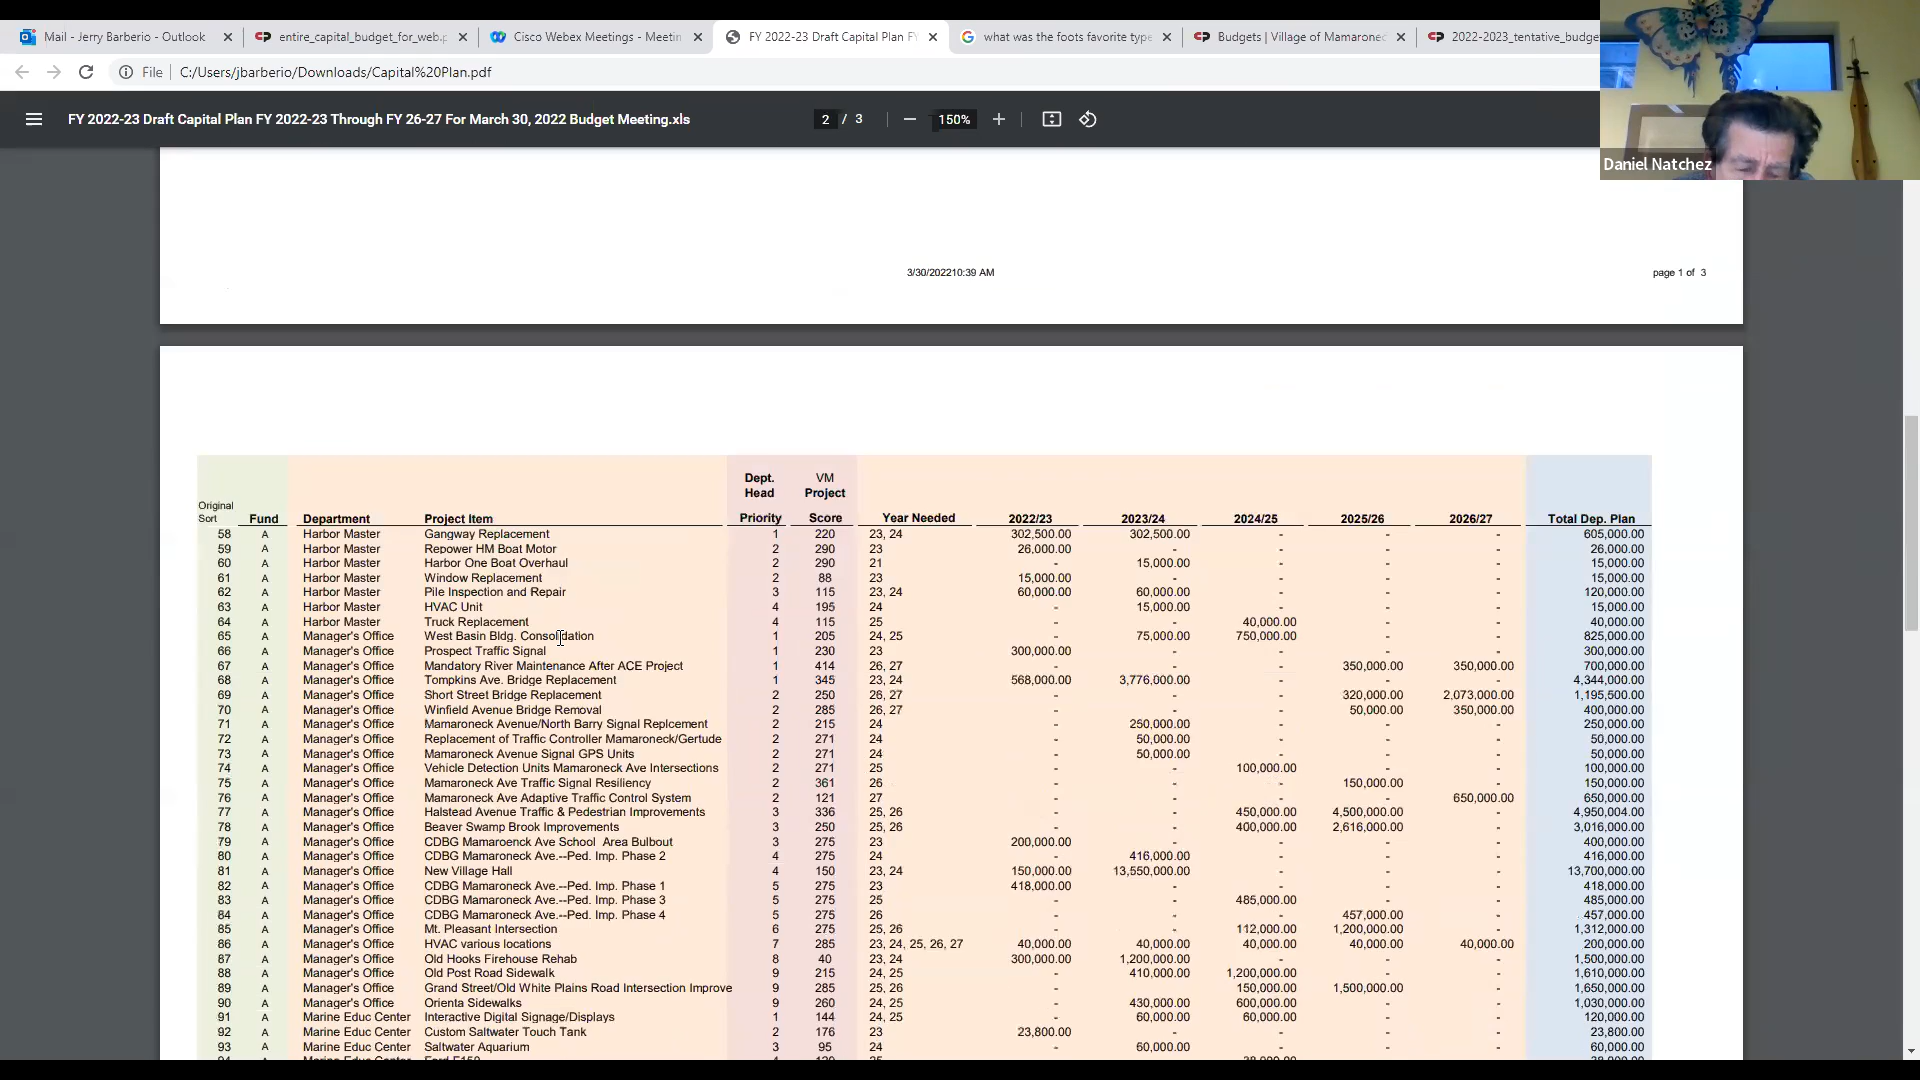 Mail - Jerry Barberio - Outlook
entire_capital_budget_for_web.p
Cisco Webex Meetings - Meetin
FY 2022-23 Draft Capital Plan FY
what was the foots favorite type
Budgets | Village of Mamaronec
2022-2023_tentative_budge
File C:/Users/jbarberio/Downloads/Capital%20Plan.pdf
FY 2022-23 Draft Capital Plan FY 2022-23 Through FY 26-27 For March 30, 2022 Budget Meeting.xls 2 / 3 150%
Daniel Natchez
3/30/202210:39 AM page 1 of 3
Dept. VM
Head Project
Original
Sort Fund Department Project Item Priority Score Year Needed 2022/23 2023/24 2024/25 2025/26 2026/27 Total Dep. Plan
58 A Harbor Master Gangway Replacement 1 220 23, 24 302,500.00 302,500.00 - - - 605,000.00
59 A Harbor Master Repower HM Boat Motor 2 290 23 26,000.00 - - - - 26,000.00
60 A Harbor Master Harbor One Boat Overhaul 2 290 21 - 15,000.00 - - - 15,000.00
61 A Harbor Master Window Replacement 2 88 23 15,000.00 - - - - 15,000.00
62 A Harbor Master Pile Inspection and Repair 3 115 23, 24 60,000.00 60,000.00 - - - 120,000.00
63 A Harbor Master HVAC Unit 4 195 24 - 15,000.00 - - - 15,000.00
64 A Harbor Master Truck Replacement 4 115 25 - - 40,000.00 - - 40,000.00
65 A Manager's Office West Basin Bldg. Consolidation 1 205 24, 25 - 75,000.00 750,000.00 - - 825,000.00
66 A Manager's Office Prospect Traffic Signal 1 230 23 300,000.00 - - - - 300,000.00
67 A Manager's Office Mandatory River Maintenance After ACE Project 1 414 26, 27 - - - 350,000.00 350,000.00 700,000.00
68 A Manager's Office Tompkins Ave. Bridge Replacement 1 345 23, 24 568,000.00 3,776,000.00 - - - 4,344,000.00
69 A Manager's Office Short Street Bridge Replacement 2 250 26, 27 - - - 320,000.00 2,073,000.00 1,195,500.00
70 A Manager's Office Winfield Avenue Bridge Removal 2 285 26, 27 - - - 50,000.00 350,000.00 400,000.00
71 A Manager's Office Mamaroneck Avenue/North Barry Signal Replcement 2 215 24 - 250,000.00 - - - 250,000.00
72 A Manager's Office Replacement of Traffic Controller Mamaroneck/Gertude 2 271 24 - 50,000.00 - - - 50,000.00
73 A Manager's Office Mamaroneck Avenue Signal GPS Units 2 271 24 - 50,000.00 - - - 50,000.00
74 A Manager's Office Vehicle Detection Units Mamaroneck Ave Intersections 2 271 25 - - 100,000.00 - - 100,000.00
75 A Manager's Office Mamaroneck Ave Traffic Signal Resiliency 2 361 26 - - - 150,000.00 - 150,000.00
76 A Manager's Office Mamaroneck Ave Adaptive Traffic Control System 2 121 27 - - - - 650,000.00 650,000.00
77 A Manager's Office Halstead Avenue Traffic & Pedestrian Improvements 3 336 25, 26 - - 450,000.00 4,500,000.00 - 4,950,004.00
78 A Manager's Office Beaver Swamp Brook Improvements 3 250 25, 26 - - 400,000.00 2,616,000.00 - 3,016,000.00
79 A Manager's Office CDBG Mamaroenck Ave School Area Bulbout 3 275 23 200,000.00 - - - - 400,000.00
80 A Manager's Office CDBG Mamaroneck Ave.--Ped. Imp. Phase 2 4 275 24 - 416,000.00 - - - 416,000.00
81 A Manager's Office New Village Hall 4 150 23, 24 150,000.00 13,550,000.00 - - - 13,700,000.00
82 A Manager's Office CDBG Mamaroneck Ave.--Ped. Imp. Phase 1 5 275 23 418,000.00 - - - - 418,000.00
83 A Manager's Office CDBG Mamaroneck Ave.--Ped. Imp. Phase 3 5 275 25 - - 485,000.00 - - 485,000.00
84 A Manager's Office CDBG Mamaroneck Ave.--Ped. Imp. Phase 4 5 275 26 - - - 457,000.00 - 457,000.00
85 A Manager's Office Mt. Pleasant Intersection 6 275 25, 26 - - 112,000.00 1,200,000.00 - 1,312,000.00
86 A Manager's Office HVAC various locations 7 285 23, 24, 25, 26, 27 40,000.00 40,000.00 40,000.00 40,000.00 40,000.00 200,000.00
87 A Manager's Office Old Hooks Firehouse Rehab 8 40 23, 24 300,000.00 1,200,000.00 - - - 1,500,000.00
88 A Manager's Office Old Post Road Sidewalk 9 215 24, 25 - 410,000.00 1,200,000.00 - - 1,610,000.00
89 A Manager's Office Grand Street/Old White Plains Road Intersection Improve 9 285 25, 26 - - 150,000.00 1,500,000.00 - 1,650,000.00
90 A Manager's Office Orienta Sidewalks 9 260 24, 25 - 430,000.00 600,000.00 - - 1,030,000.00
91 A Marine Educ Center Interactive Digital Signage/Displays 1 144 24, 25 - 60,000.00 60,000.00 - - 120,000.00
92 A Marine Educ Center Custom Saltwater Touch Tank 2 176 23 23,800.00 - - - - 23,800.00
93 A Marine Educ Center Saltwater Aquarium 3 95 24 - 60,000.00 - - - 60,000.00